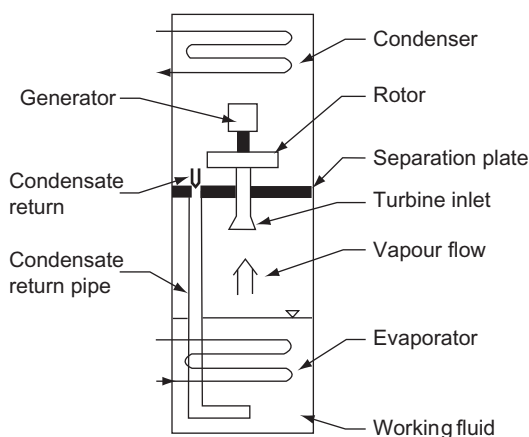 Condenser
Generator
Rotor
Separation plate
Condensate
return
Turbine inlet
Condensate
return pipe
Vapour flow
Evaporator
Working fluid